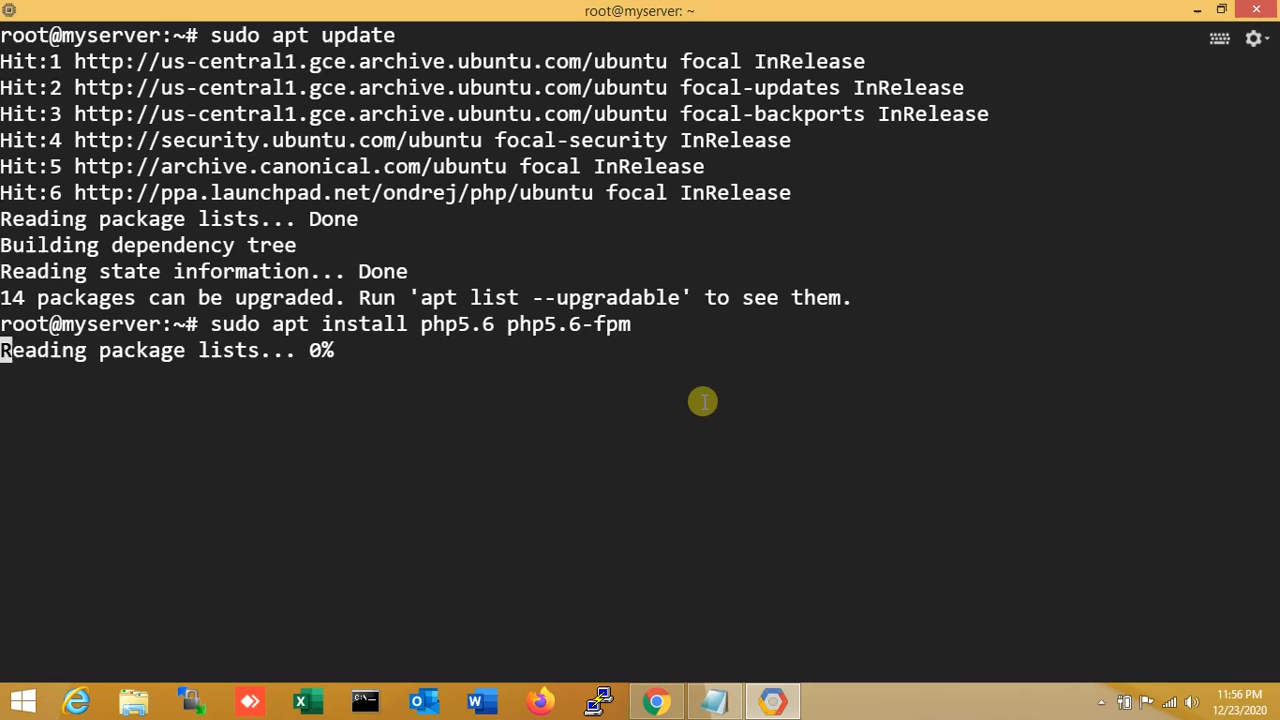 root@myserver: ~
root@myserver:~# sudo apt update
Hit:1 http://us-central1.gce.archive.ubuntu.com/ubuntu focal InRelease
Hit:2 http://us-central1.gce.archive.ubuntu.com/ubuntu focal-updates InRelease
Hit:3 http://us-central1.gce.archive.ubuntu.com/ubuntu focal-backports InRelease
Hit:4 http://security.ubuntu.com/ubuntu focal-security InRelease
Hit:5 http://archive.canonical.com/ubuntu focal InRelease
Hit:6 http://ppa.launchpad.net/ondrej/php/ubuntu focal InRelease
Reading package lists... Done
Building dependency tree
Reading state information... Done
14 packages can be upgraded. Run 'apt list --upgradable' to see them.
root@myserver:~# sudo apt install php5.6 php5.6-fpm
Reading package lists... 0%
11:56 PM
12/23/2020